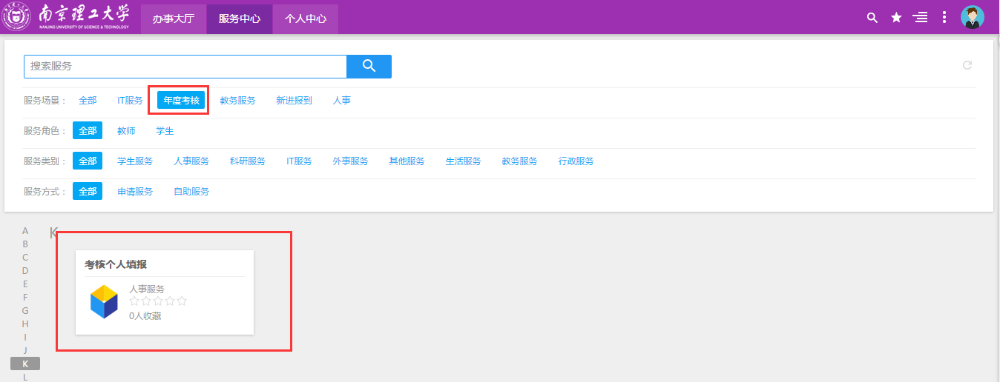 南京理工大学
NANJING UNIVERSITY OF SCIENCE & TECHNOLOGY
办事大厅 服务中心 个人中心
搜索服务
服务场景： 全部 IT服务 年度考核 教务服务 新进报到 人事
服务角色： 全部 教师 学生
服务类别： 全部 学生服务 人事服务 科研服务 IT服务 外事服务 其他服务 生活服务 教务服务 行政服务
服务方式： 全部 申请服务 自助服务
A
B
C
D
E
F
G
H
I
J
K
L
K
考核个人填报
人事服务
0人收藏